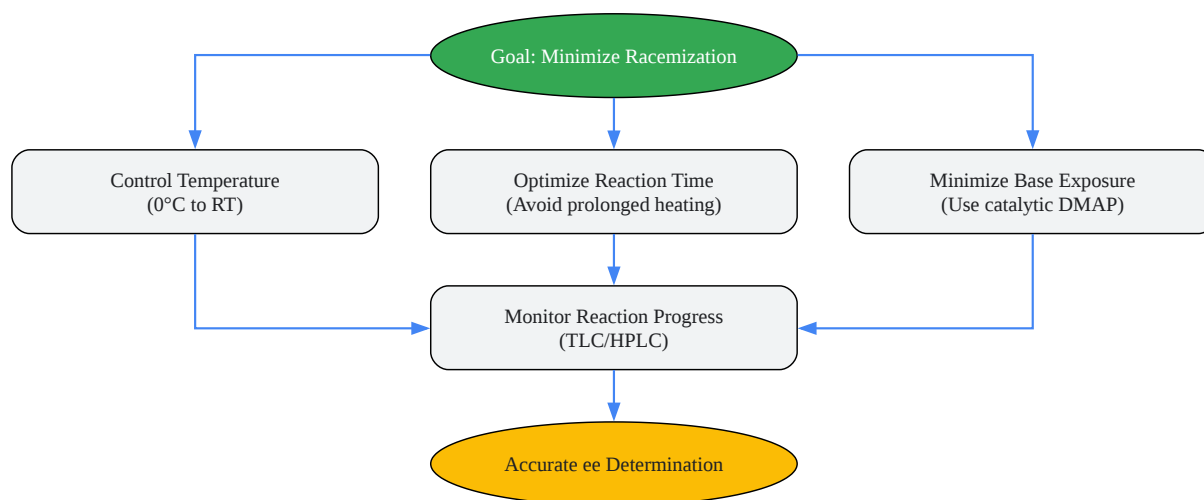 Goal: Minimize Racemization
Control Temperature
(0°C to RT)
Optimize Reaction Time
(Avoid prolonged heating)
Minimize Base Exposure
(Use catalytic DMAP)
Monitor Reaction Progress
(TLC/HPLC)
Accurate ee Determination